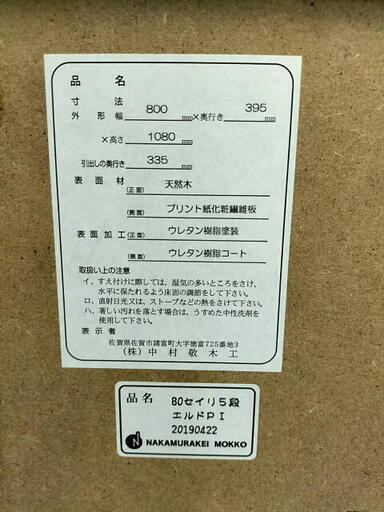 品 名
寸 法
外 形 幅 800 mm ×奥行き 395 mm
×高さ 1080 mm
引出しの奥行き 335 mm
表 面 材 (正面) 天然木
(側面) プリント紙化粧繊維板
表 面 加 工 (正面) ウレタン樹脂塗装
(側面) ウレタン樹脂コート
取扱い上の注意
イ、すえ付けに際しては、湿気の多いところをさけ、
水平に保たれるよう床面の調節をして下さい。
ロ、直射日光又は、ストーブなどの熱をさけて下さい。
ハ、著しい汚れを落とす場合は、うすめた中性洗剤を
使用して下さい。
表 示 者
佐賀県佐賀市諸富町大字徳富725番地3
(株) 中 村 敬 木 工
品 名 80セイリ5段
エルドPI
20190422
NAKAMURAKEI MOKKO